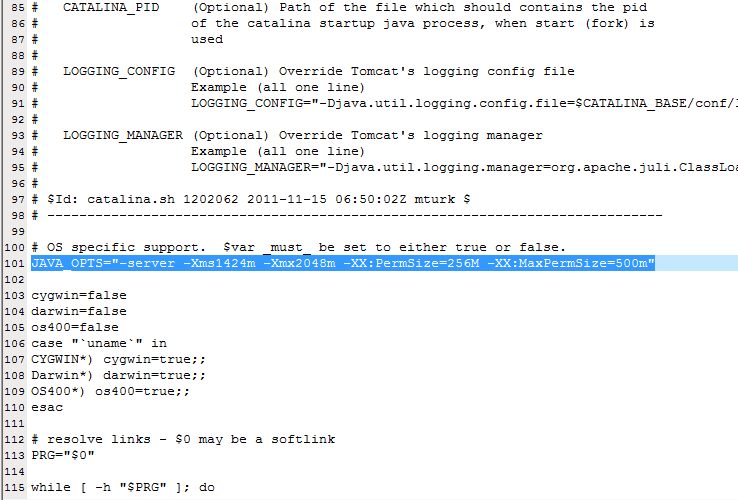 85 #   CATALINA_PID    (Optional) Path of the file which should contains the pid
86 #                   of the catalina startup java process, when start (fork) is
87 #                   used
88 #
89 #   LOGGING_CONFIG  (Optional) Override Tomcat's logging config file
90 #                   Example (all one line)
91 #                   LOGGING_CONFIG="-Djava.util.logging.config.file=$CATALINA_BASE/conf/
92 #
93 #   LOGGING_MANAGER (Optional) Override Tomcat's logging manager
94 #                   Example (all one line)
95 #                   LOGGING_MANAGER="-Djava.util.logging.manager=org.apache.juli.ClassLoa
96 #
97 # $Id: catalina.sh 1202062 2011-11-15 06:50:02Z mturk $
98 # -----------------------------------------------------------------------------
99
100 # OS specific support.  $var _must_ be set to either true or false.
101 JAVA_OPTS="-server -Xms1424m -Xmx2048m -XX:PermSize=256M -XX:MaxPermSize=500m"
102
103 cygwin=false
104 darwin=false
105 os400=false
106 case "`uname`" in
107 CYGWIN*) cygwin=true;;
108 Darwin*) darwin=true;;
109 OS400*) os400=true;;
110 esac
111
112 # resolve links - $0 may be a softlink
113 PRG="$0"
114
115 while [ -h "$PRG" ]; do